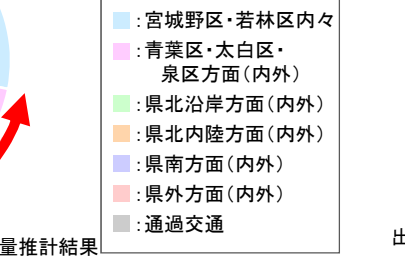 ：宮城野区・若林区内々
：青葉区・太白区・
泉区方面（内外）
：県北沿岸方面（内外）
：県北内陸方面（内外）
：県南方面（内外）
：県外方面（内外）
：通過交通
量推計結果
出